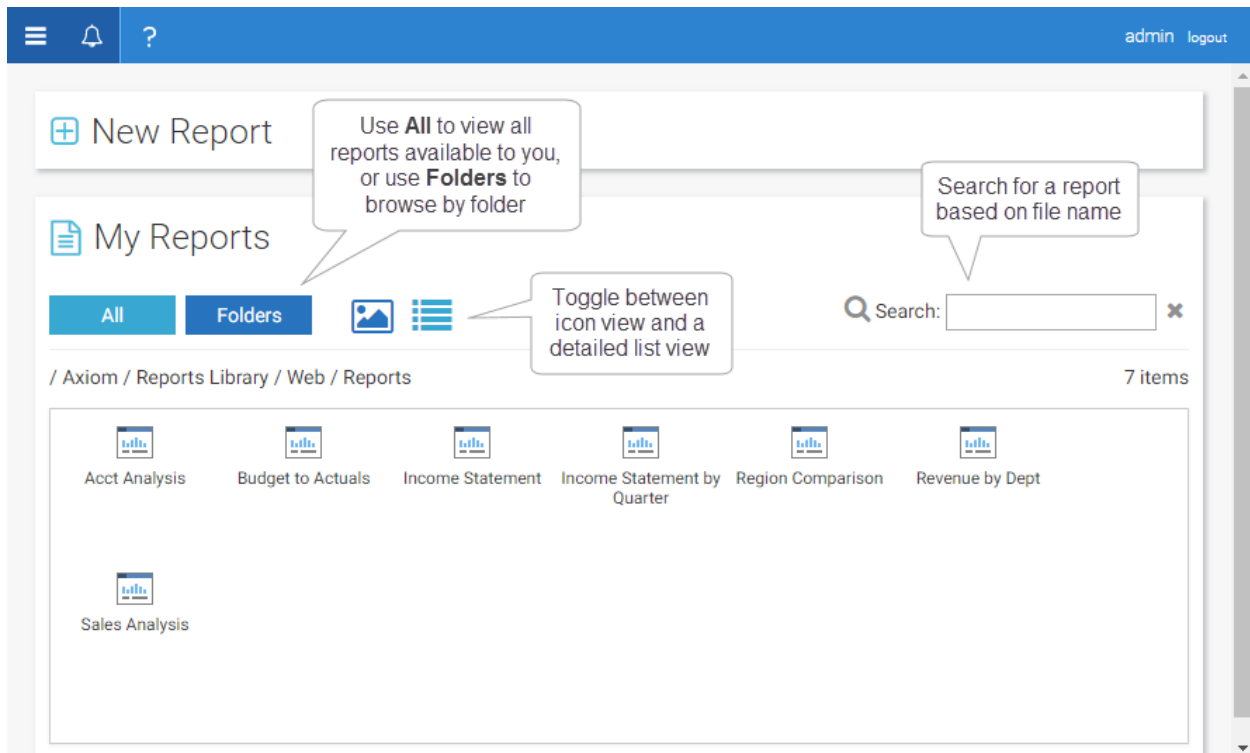 ?
admin logout
New Report
Use All to view all
reports available to you,
or use Folders to
browse by folder
Search for a report
based on file name
My Reports
All
Folders
Toggle between
icon view and a
detailed list view
Search:
/ Axiom / Reports Library / Web / Reports
7 items
Acct Analysis
Budget to Actuals
Income Statement
Income Statement by
Quarter
Region Comparison
Revenue by Dept
Sales Analysis